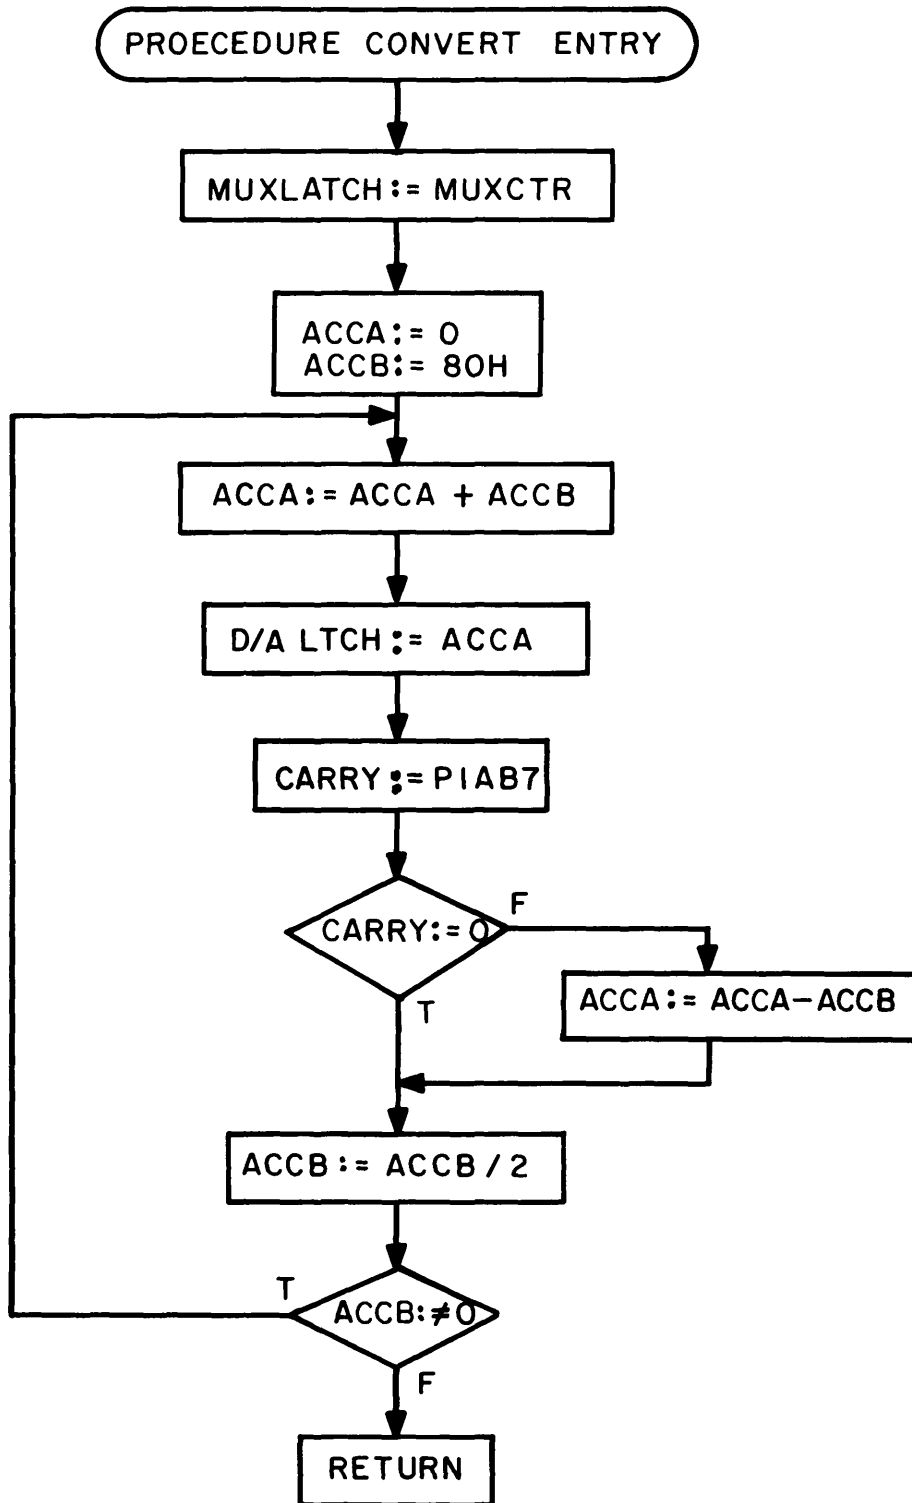 PROECEDURE CONVERT ENTRY
MUXLATCH:= MUXCTR
ACCA:= 0
ACCB:= 80H
ACCA:= ACCA + ACCB
D/A LTCH:= ACCA
CARRY:= PIAB7
CARRY:= 0
F
T
ACCA:= ACCA-ACCB
ACCB:= ACCB/2
T
ACCB:≠0
F
RETURN